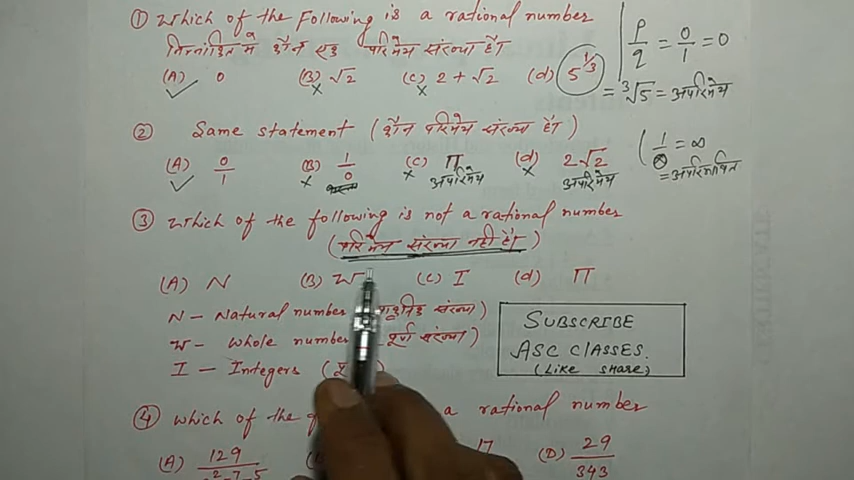 ① Which of the Following is a rational number
निम्नांकित में कौन एक परिमेय संख्या है
(A) 0 (B) √2 (C) 2 + √2 (d) 5^1/3
P/q = 0/1 = 0
= ³√5 = अपरिमेय
② Same statement (कौन परिमेय संख्या है)
(A) 0/1 (B) 1/0 (C) π (d) 2√2
अपरिमेय अपरिमेय
(1/0 = ∞
= अपरिभाषित
③ Which of the following is not a rational number
(परिमेय संख्या नहीं है)
(A) N (B) W (C) I (d) π
N - Natural number संख्या)
W - Whole number पूर्ण संख्या)
I - Integers (
SUBSCRIBE
ASC CLASSES.
(Like share)
④ which of the a rational number
(A) 129 17 (D) 29/343